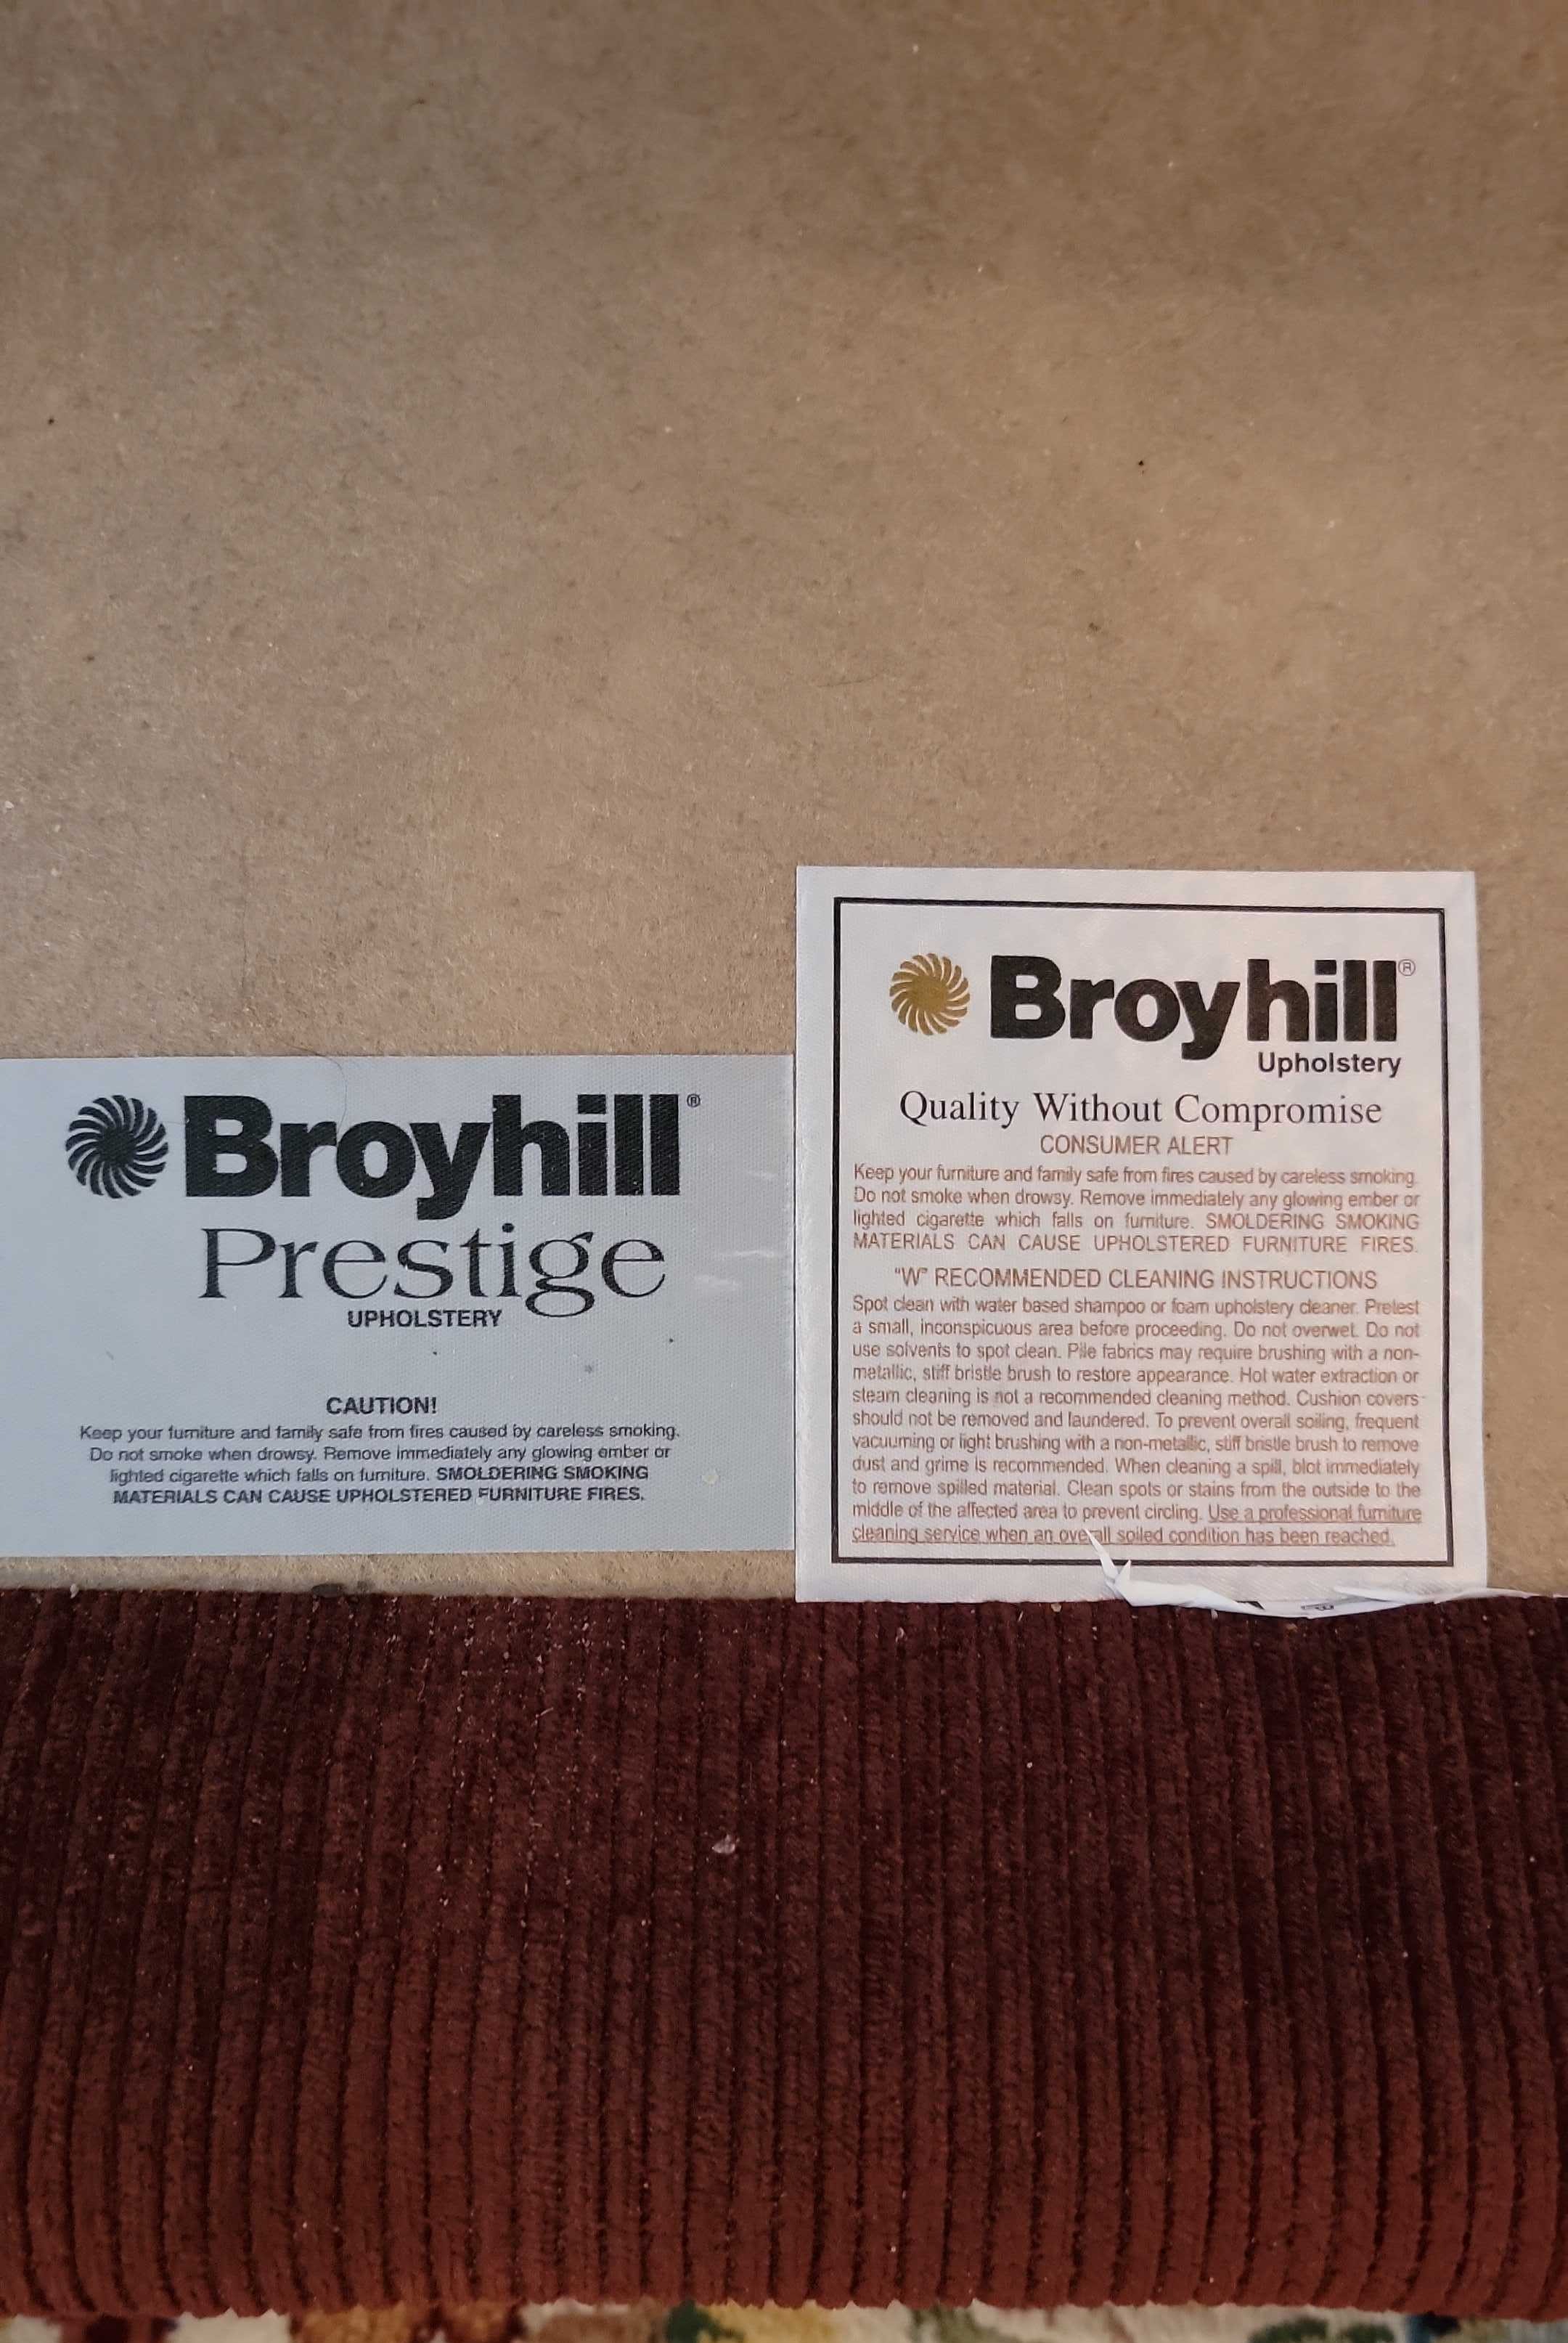 Broyhill®
Prestige
UPHOLSTERY
CAUTION!
Keep your furniture and family safe from fires caused by careless smoking.
Do not smoke when drowsy. Remove immediately any glowing ember or
lighted cigarette which falls on furniture. SMOLDERING SMOKING
MATERIALS CAN CAUSE UPHOLSTERED FURNITURE FIRES.
Broyhill®
Upholstery
Quality Without Compromise
CONSUMER ALERT
Keep your furniture and family safe from fires caused by careless smoking.
Do not smoke when drowsy. Remove immediately any glowing ember or
lighted cigarette which falls on furniture. SMOLDERING SMOKING
MATERIALS CAN CAUSE UPHOLSTERED FURNITURE FIRES.
"W" RECOMMENDED CLEANING INSTRUCTIONS
Spot clean with water based shampoo or foam upholstery cleaner. Pretest
a small, inconspicuous area before proceeding. Do not overwet. Do not
use solvents to spot clean. Pile fabrics may require brushing with a non-
metallic, stiff bristle brush to restore appearance. Hot water extraction or
steam cleaning is not a recommended cleaning method. Cushion covers
should not be removed and laundered. To prevent overall soiling, frequent
vacuuming or light brushing with a non-metallic, stiff bristle brush to remove
dust and grime is recommended. When cleaning a spill, blot immediately
to remove spilled material. Clean spots or stains from the outside to the
middle of the affected area to prevent circling. Use a professional furniture
cleaning service when an overall soiled condition has been reached.